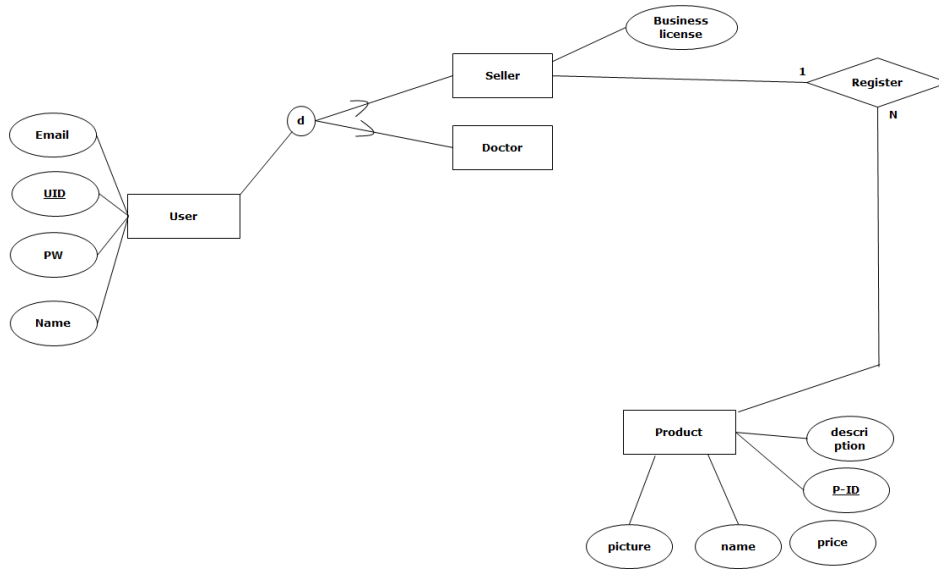 Business
license
Seller
1
Register
d
N
Email
Doctor
UID
User
PW
Name
Product
descri
ption
P-ID
picture
name
price